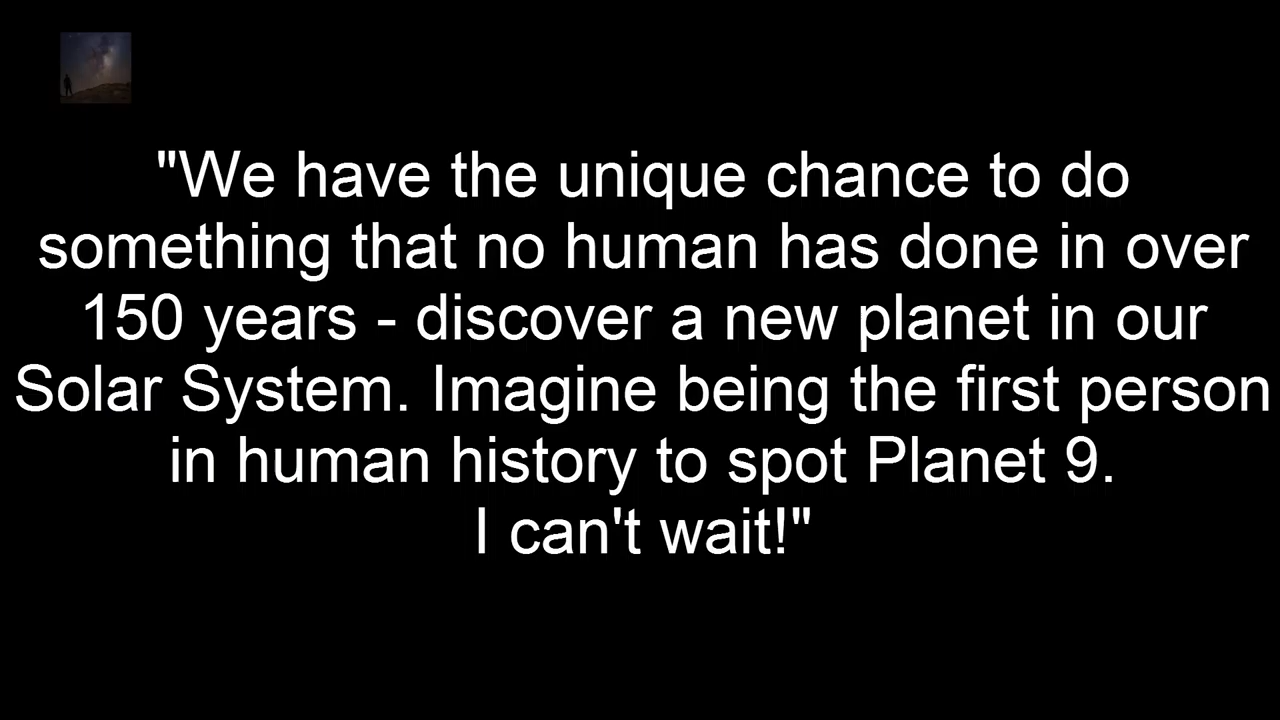 "We have the unique chance to do
something that no human has done in over
150 years - discover a new planet in our
Solar System. Imagine being the first person
in human history to spot Planet 9.
I can't wait!"